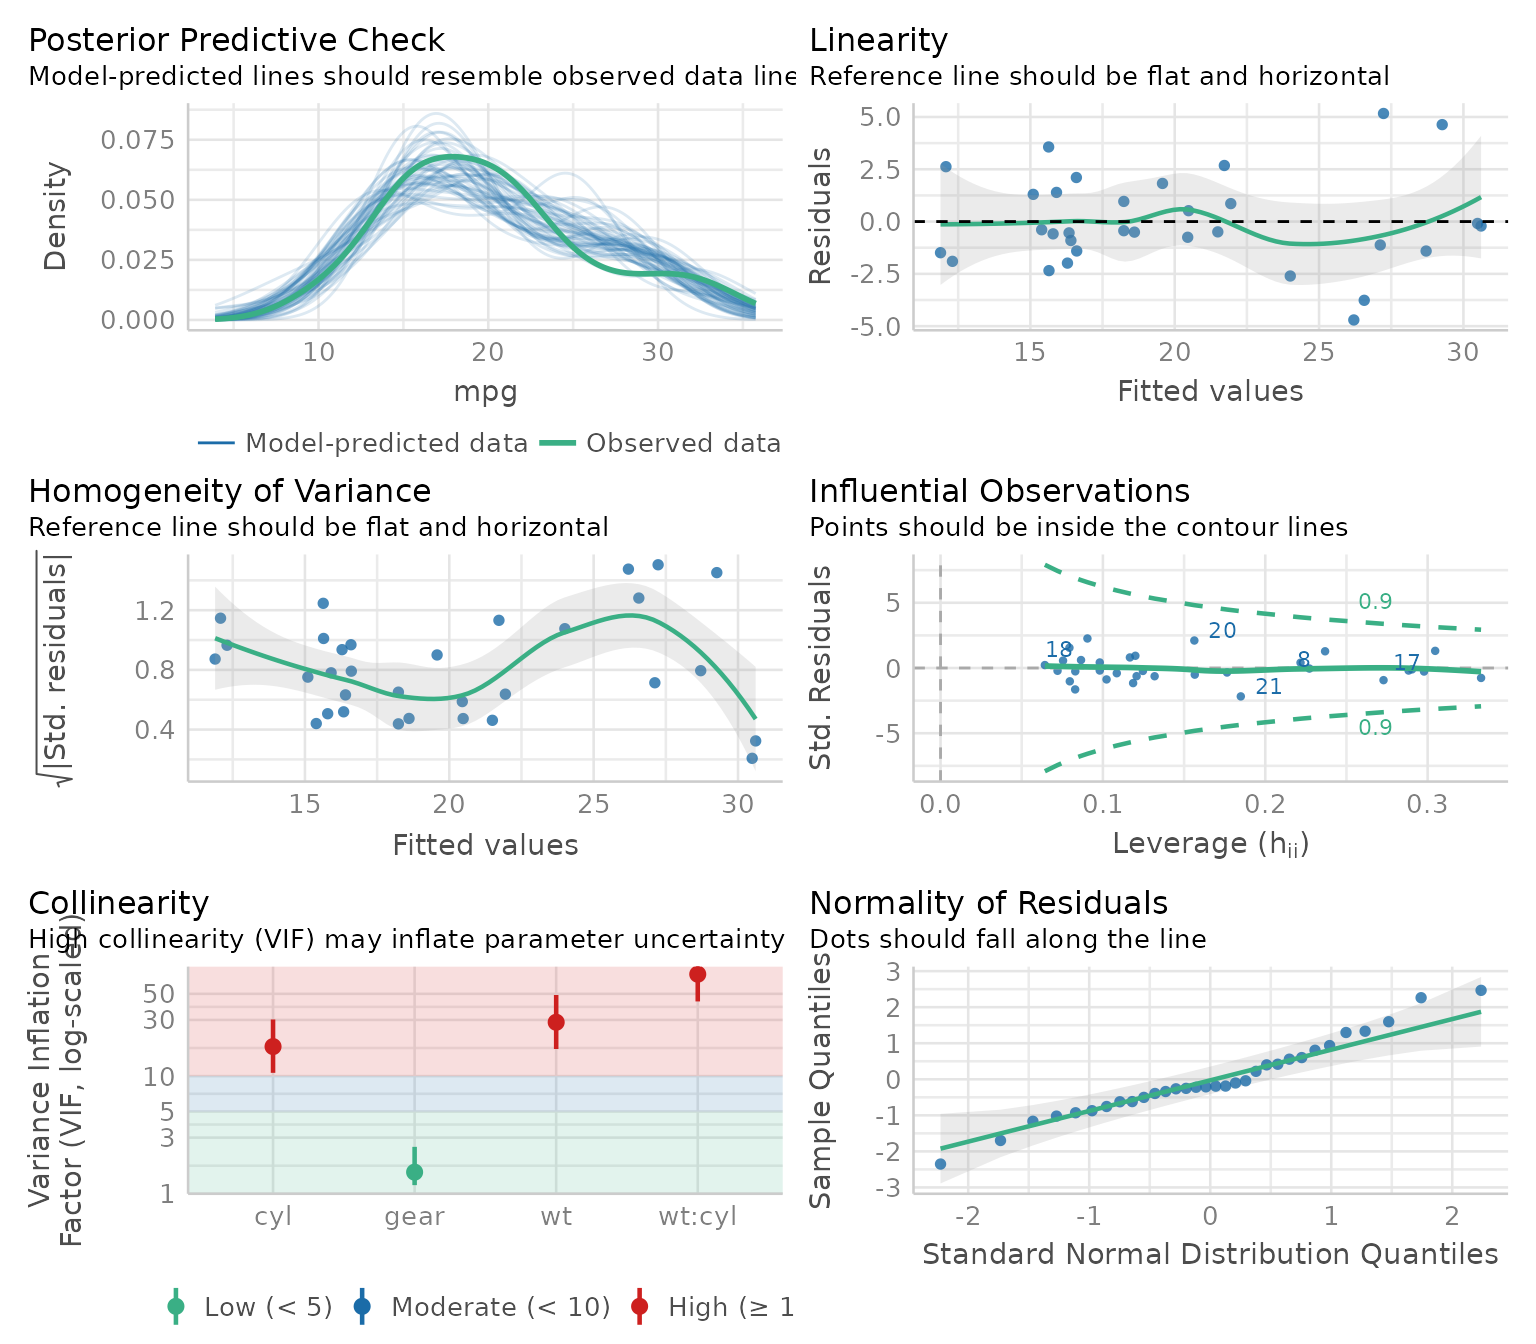 Posterior Predictive Check
Model-predicted lines should resemble observed data line
Density
0.075
0.050
0.025
0.000
10 20 30
mpg
Model-predicted data Observed data
Linearity
Reference line should be flat and horizontal
Residuals
5.0
2.5
0.0
-2.5
-5.0
15 20 25 30
Fitted values
Homogeneity of Variance
Reference line should be flat and horizontal
√|Std. residuals|
1.2
0.8
0.4
15 20 25 30
Fitted values
Influential Observations
Points should be inside the contour lines
Std. Residuals
5
0
-5
0.9
20
18
8
17
21
0.9
0.0 0.1 0.2 0.3
Leverage (hii)
Collinearity
High collinearity (VIF) may inflate parameter uncertainty
Variance Inflation
Factor (VIF, log-scaled)
50
30
10
5
3
1
cyl gear wt wt:cyl
Low (< 5) Moderate (< 10) High (≥ 1
Normality of Residuals
Dots should fall along the line
Sample Quantiles
3
2
1
0
-1
-2
-3
-2 -1 0 1 2
Standard Normal Distribution Quantiles